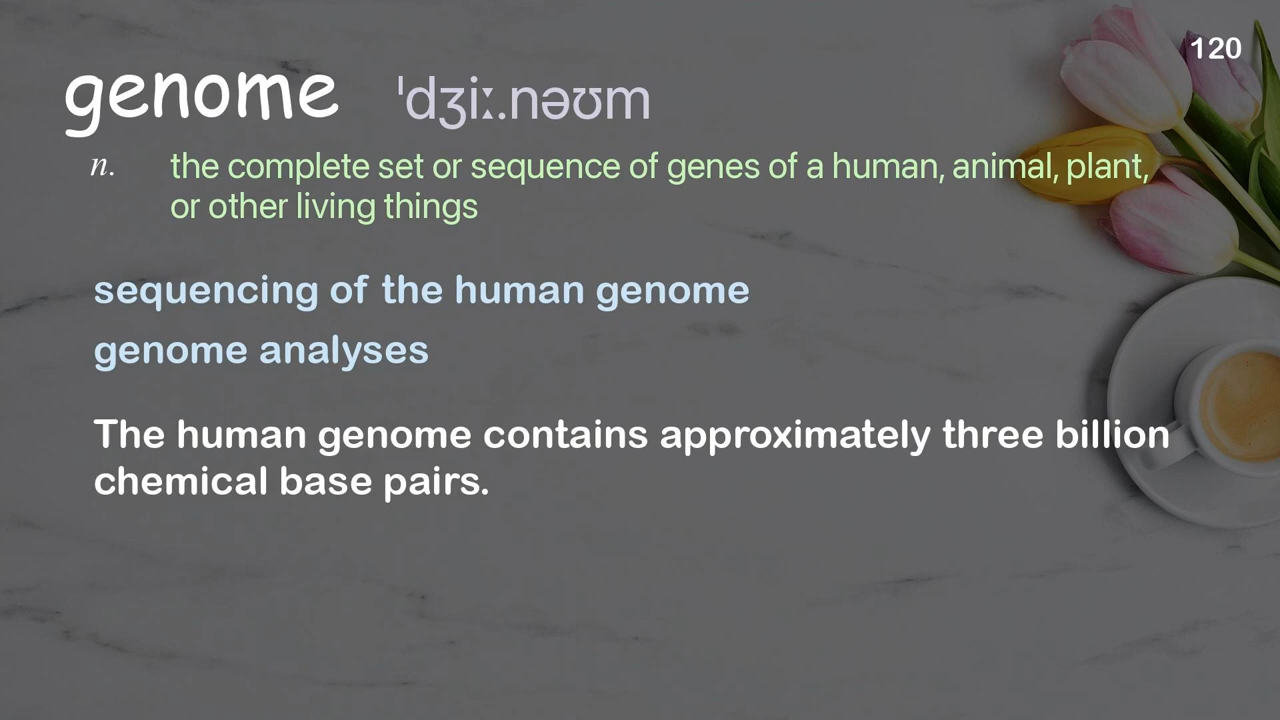 120
genome ˈdʒiː.nəʊm
n. the complete set or sequence of genes of a human, animal, plant,
or other living things
sequencing of the human genome
genome analyses
The human genome contains approximately three billion
chemical base pairs.